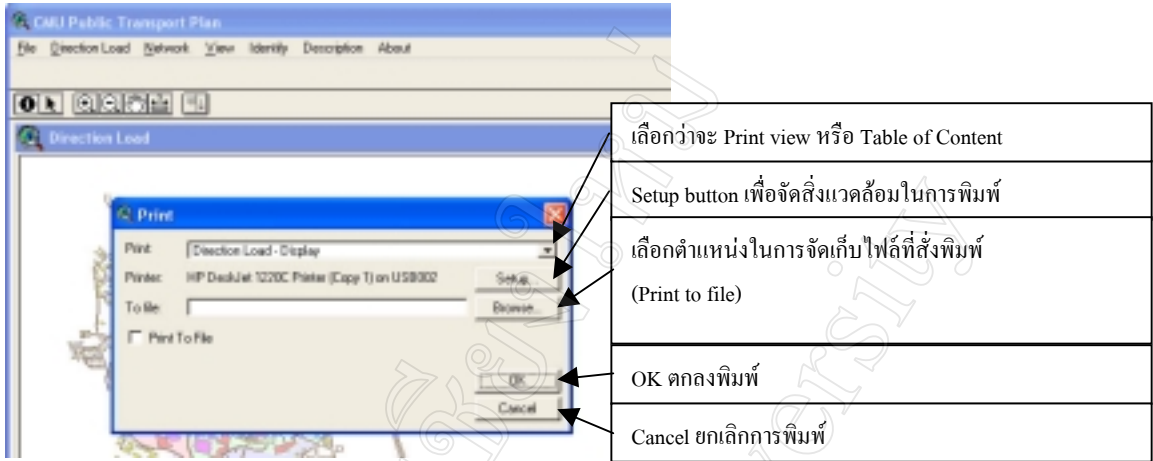 CMU Public Transport Plan
File Direction Load Network View Identify Description About
Direction Load
Print
Print: Direction Load - Display
Printer: HP DeskJet 1220C Printer (Copy 1) on USB002 Setup...
To file: Browse...
Print To File
OK
Cancel
เลือกว่าจะ Print view หรือ Table of Content
Setup button เพื่อจัดสิ่งแวดล้อมในการพิมพ์
เลือกตำแหน่งในการจัดเก็บไฟล์ที่สั่งพิมพ์
(Print to file)
OK ตกลงพิมพ์
Cancel ยกเลิกการพิมพ์